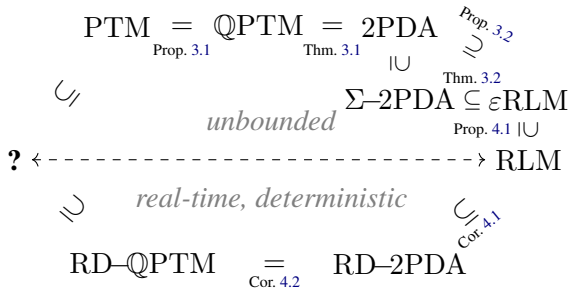 PTM = ℚPTM = 2PDA
Prop. 3.1 Thm. 3.1 Prop. 3.2
⊆ ⊇
Thm. 3.2
Σ–2PDA ⊆ εRLM
unbounded
Prop. 4.1 ⊆
? RLM
real-time, deterministic
⊆ ⊆ Cor. 4.1
RD–ℚPTM = RD–2PDA
Cor. 4.2